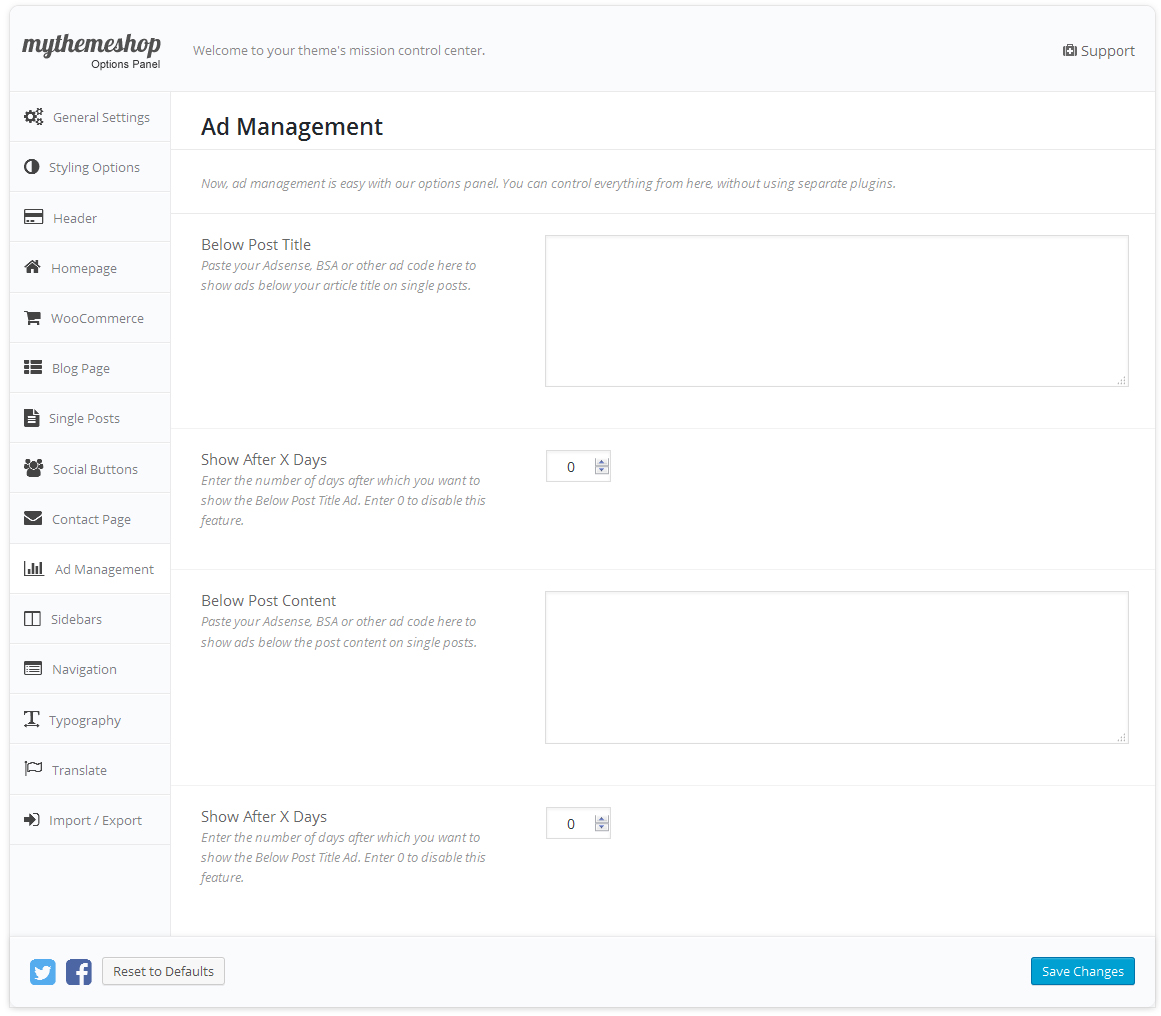 mythemeshop
Options Panel
Welcome to your theme's mission control center.
Support
General Settings
Styling Options
Header
Homepage
WooCommerce
Blog Page
Single Posts
Social Buttons
Contact Page
Ad Management
Sidebars
Navigation
Typography
Translate
Import / Export
Ad Management
Now, ad management is easy with our options panel. You can control everything from here, without using separate plugins.
Below Post Title
Paste your Adsense, BSA or other ad code here to
show ads below your article title on single posts.
Show After X Days
Enter the number of days after which you want to
show the Below Post Title Ad. Enter 0 to disable this
feature.
0
Below Post Content
Paste your Adsense, BSA or other ad code here to
show ads below the post content on single posts.
Show After X Days
Enter the number of days after which you want to
show the Below Post Title Ad. Enter 0 to disable this
feature.
0
Reset to Defaults
Save Changes